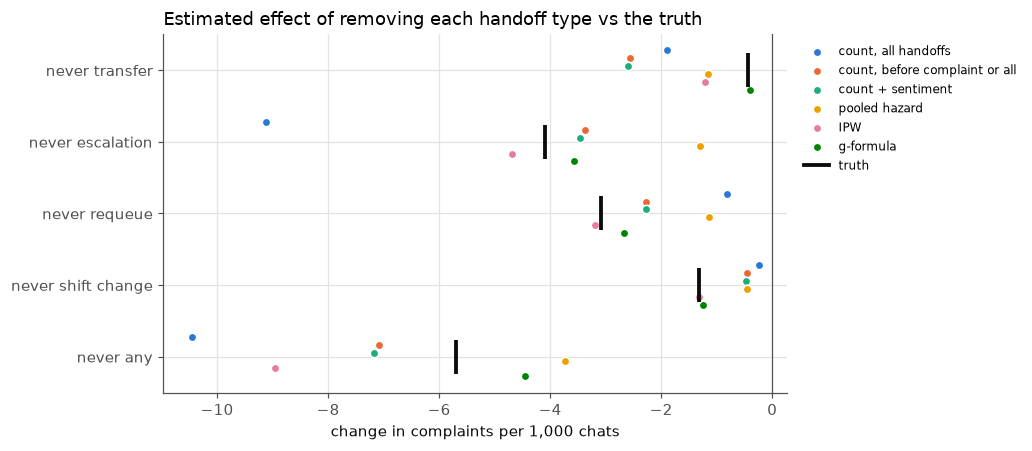 Estimated effect of removing each handoff type vs the truth
never transfer
never escalation
never requeue
never shift change
never any
−10
−8
−6
−4
−2
0
change in complaints per 1,000 chats
count, all handoffs
count, before complaint or all
count + sentiment
pooled hazard
IPW
g-formula
truth